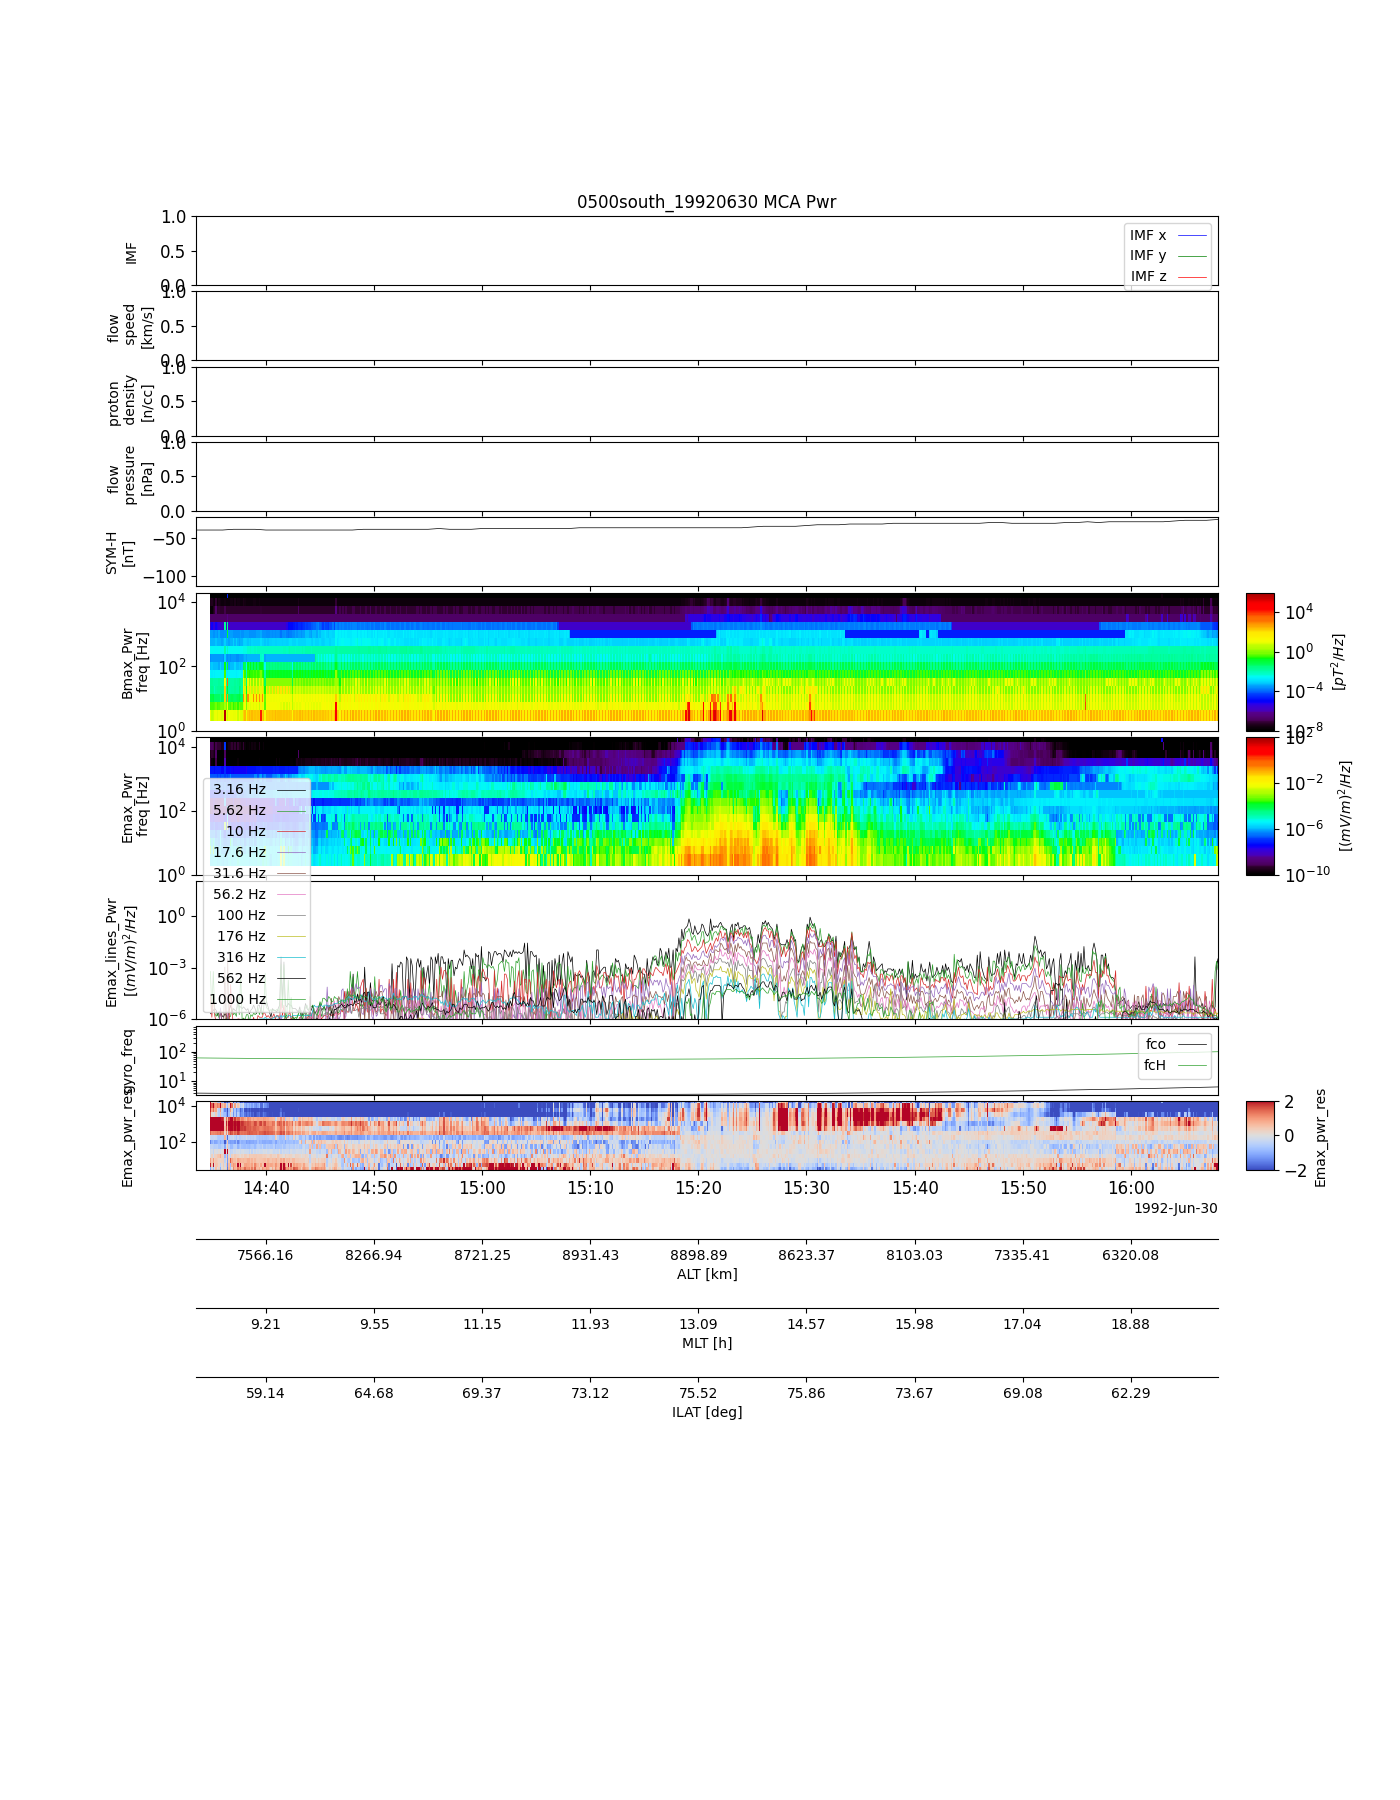 0500south_19920630 MCA Pwr
1.0
0.5
0.0
IMF
IMF x
IMF y
IMF z
1.0
0.5
0.0
flow
speed
[km/s]
1.0
0.5
0.0
proton
density
[n/cc]
1.0
0.5
0.0
flow
pressure
[nPa]
−50
−100
SYM-H
[nT]
10^4
10^2
10^0
Bmax_Pwr
freq [Hz]
10^4
10^0
10^−4
10^−8
[pT^2/Hz]
10^4
10^2
10^0
Emax_Pwr
freq [Hz]
10^2
10^−2
10^−6
10^−10
[(mV/m)^2/Hz]
3.16 Hz
5.62 Hz
10 Hz
17.6 Hz
31.6 Hz
56.2 Hz
100 Hz
176 Hz
316 Hz
562 Hz
1000 Hz
10^0
10^−3
10^−6
Emax_lines_Pwr
[(mV/m)^2/Hz]
10^2
10^1
gyro_freq
fco
fcH
10^4
10^2
Emax_pwr_res
2
0
−2
Emax_pwr_res
14:40 14:50 15:00 15:10 15:20 15:30 15:40 15:50 16:00
1992-Jun-30
7566.16 8266.94 8721.25 8931.43 8898.89 8623.37 8103.03 7335.41 6320.08
ALT [km]
9.21 9.55 11.15 11.93 13.09 14.57 15.98 17.04 18.88
MLT [h]
59.14 64.68 69.37 73.12 75.52 75.86 73.67 69.08 62.29
ILAT [deg]